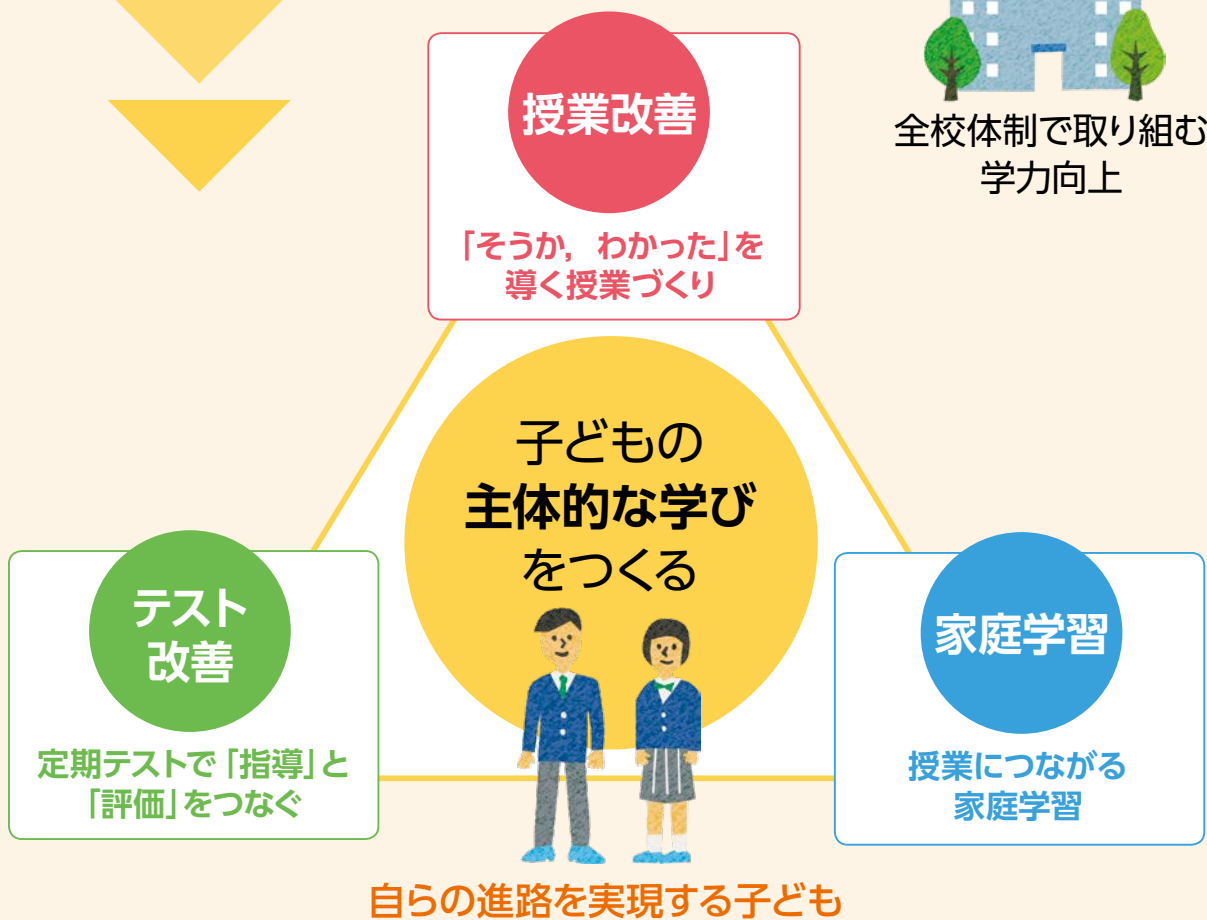 授業改善
「そうか，わかった」を
導く授業づくり
全校体制で取り組む
学力向上
子どもの
主体的な学び
をつくる
テスト
改善
定期テストで「指導」と
「評価」をつなぐ
家庭学習
授業につながる
家庭学習
自らの進路を実現する子ども